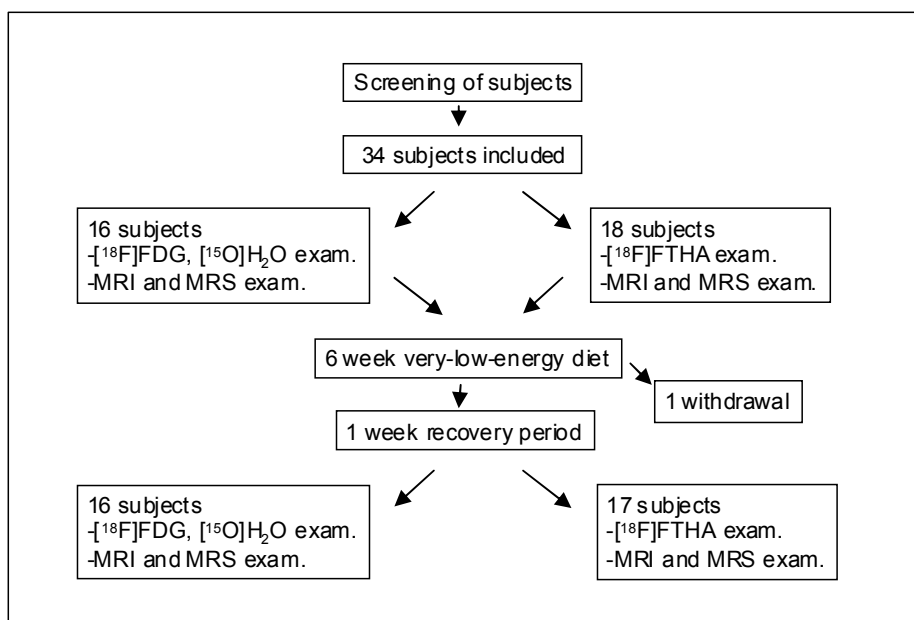 Screening of subjects
34 subjects included
16 subjects
-[¹⁸F]FDG, [¹⁵O]H₂O exam.
-MRI and MRS exam.
18 subjects
-[¹⁸F]FTHA exam.
-MRI and MRS exam.
6 week very-low-energy diet
1 withdrawal
1 week recovery period
16 subjects
-[¹⁸F]FDG, [¹⁵O]H₂O exam.
-MRI and MRS exam.
17 subjects
-[¹⁸F]FTHA exam.
-MRI and MRS exam.